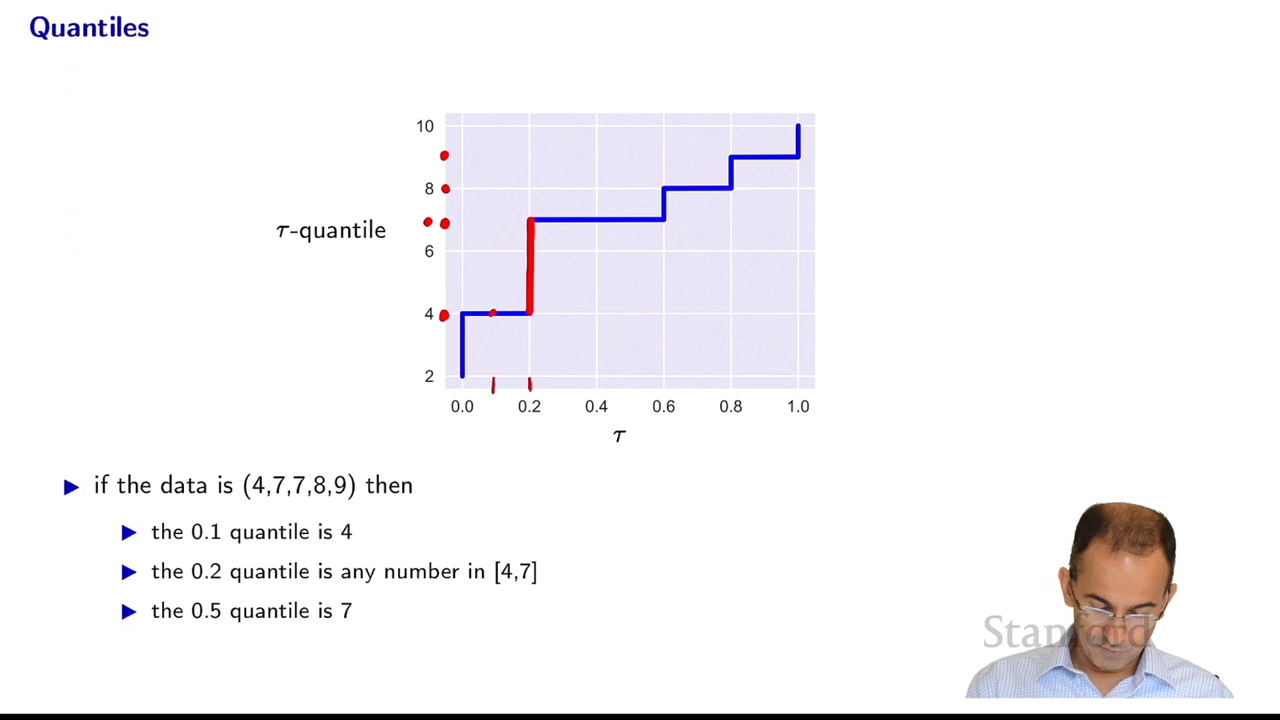 Quantiles
10
8
τ-quantile
6
4
2
0.0 0.2 0.4 0.6 0.8 1.0
τ
▶ if the data is (4,7,7,8,9) then
▶ the 0.1 quantile is 4
▶ the 0.2 quantile is any number in [4,7]
▶ the 0.5 quantile is 7
Stanford